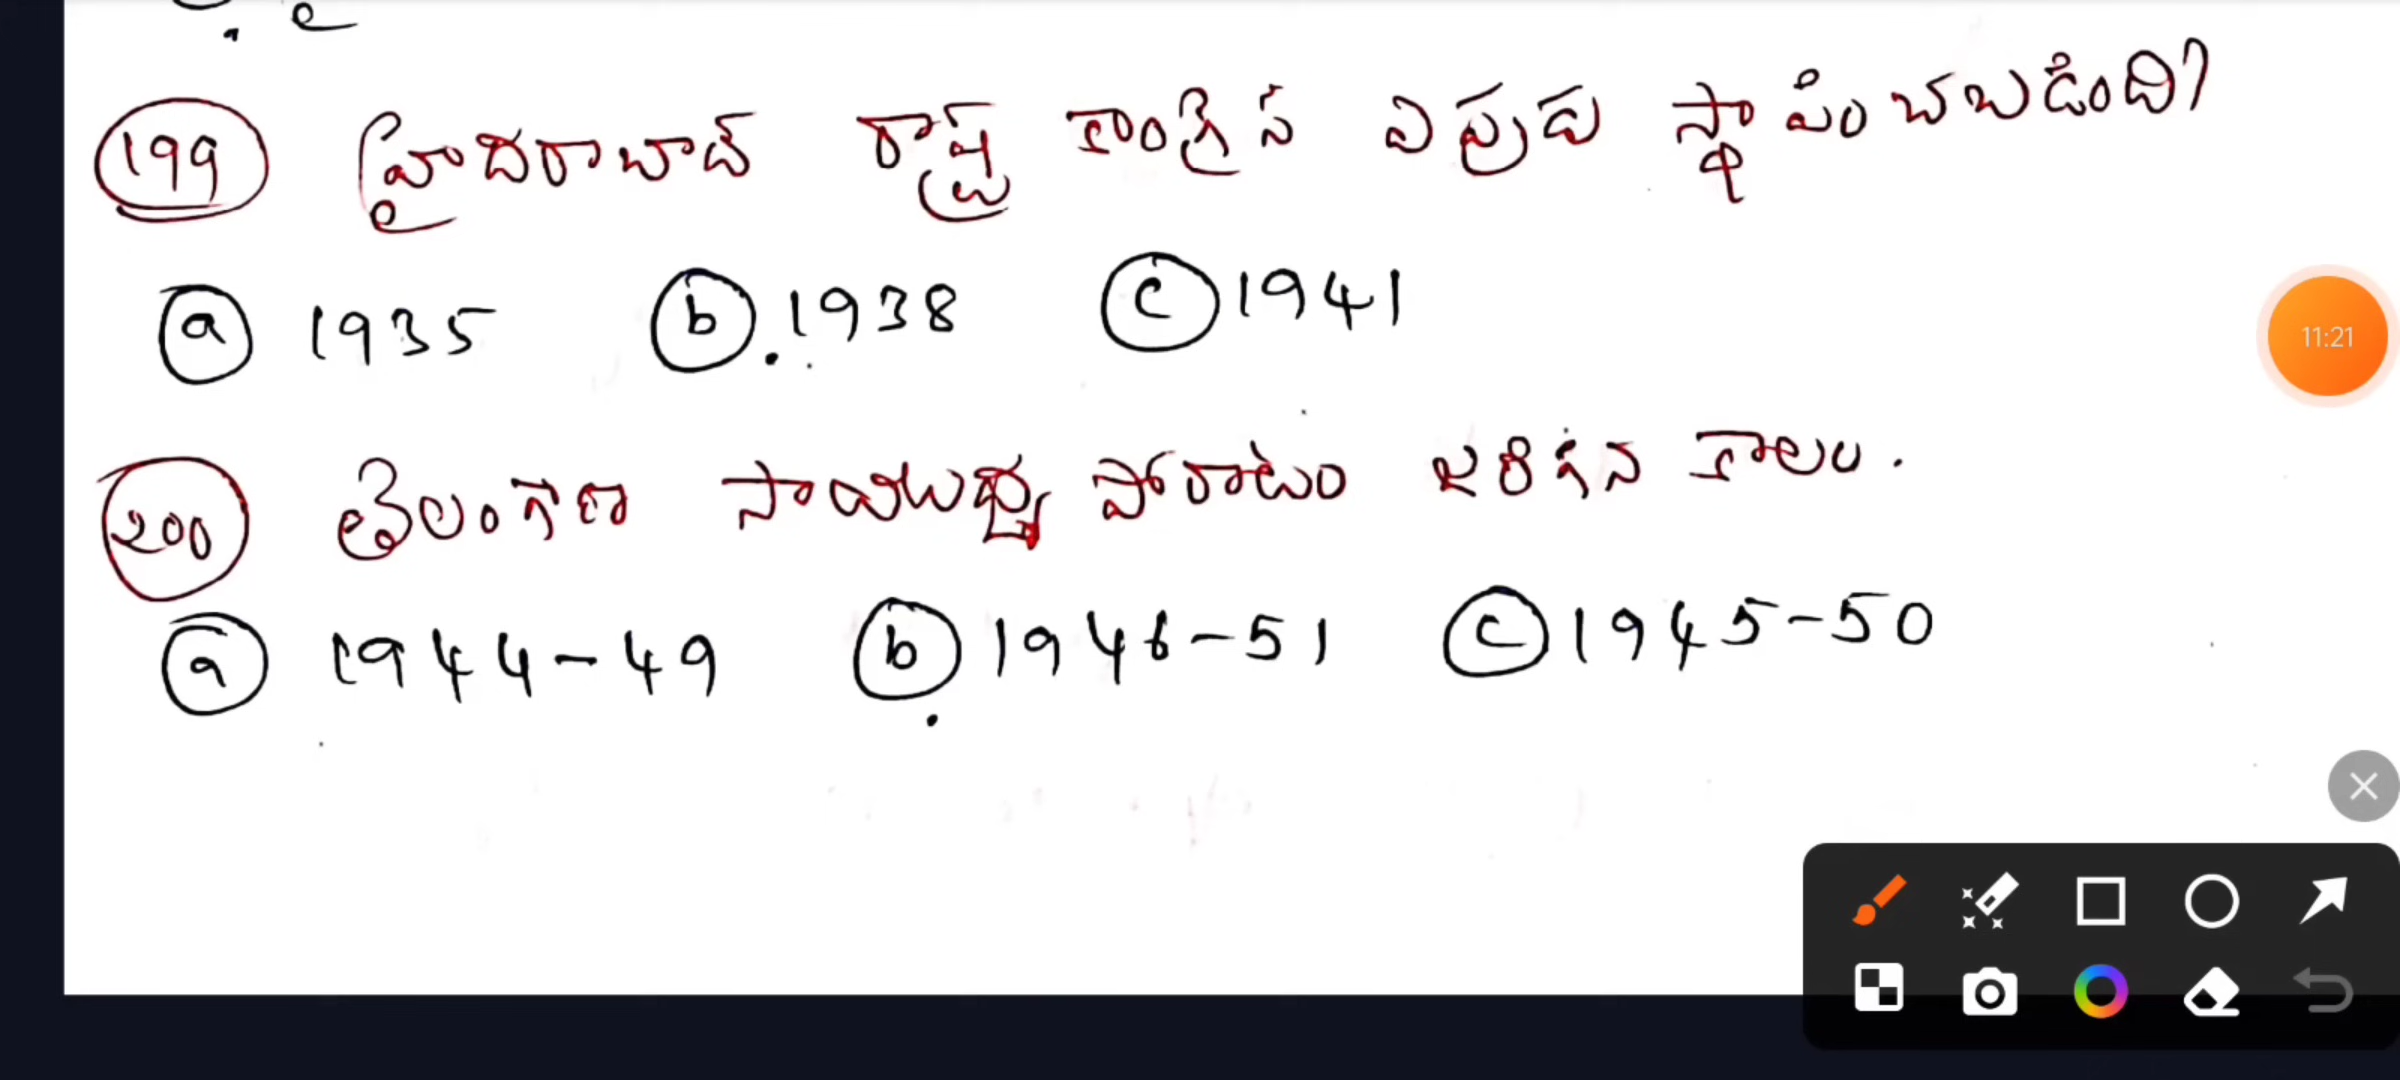 199 హైదరాబాద్ రాష్ట్ర కాంగ్రెస్ ఎపుడు స్థాపించబడింది?
a 1935 b. 1938 c 1941
11:21
200 తెలంగాణ సాయుధ పోరాటం జరిగిన కాలం.
a 1944-49 b 1946-51 c 1945-50